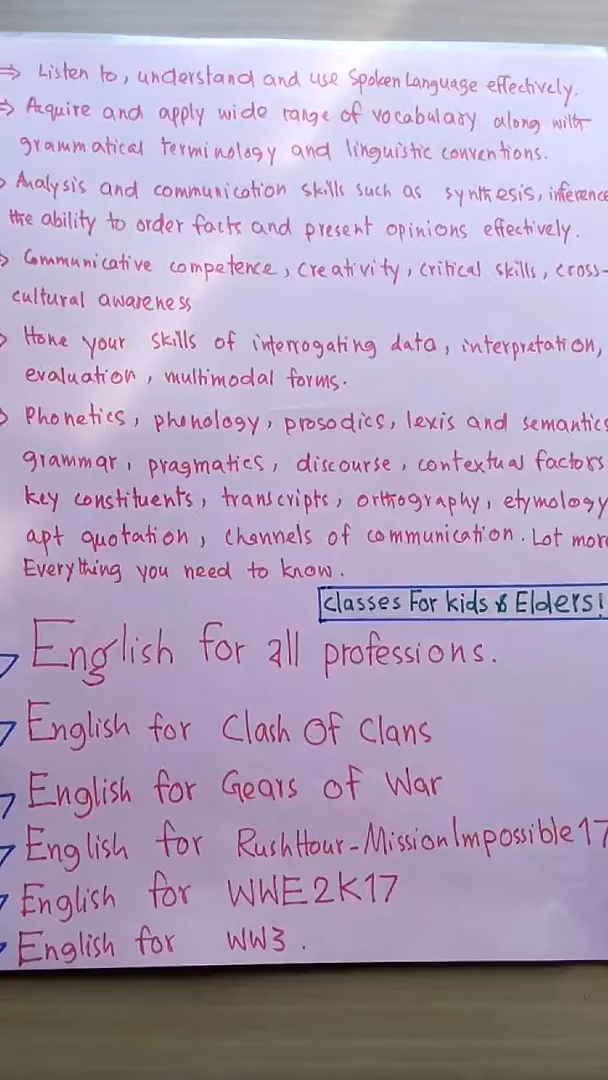 ⇒ Listen to, understand and use Spoken Language effectively.
⇒ Acquire and apply wide range of vocabulary along with
grammatical terminology and linguistic conventions.
Analysis and communication skills such as synthesis, inference
the ability to order facts and present opinions effectively.
Communicative competence, creativity, critical skills, cross-
cultural awareness
Hone your skills of interrogating data, interpretation,
evaluation, multimodal forms.
Phonetics, phonology, prosodics, lexis and semantics
grammar, pragmatics, discourse, contextual factors
key constituents, transcripts, orthography, etymology
apt quotation, channels of communication. Lot more
Everything you need to know.
Classes For kids & Elders!
English for all professions.
English for Clash Of Clans
English for Gears of War
English for RushHour-MissionImpossible17
English for WWE2K17
English for WW3.